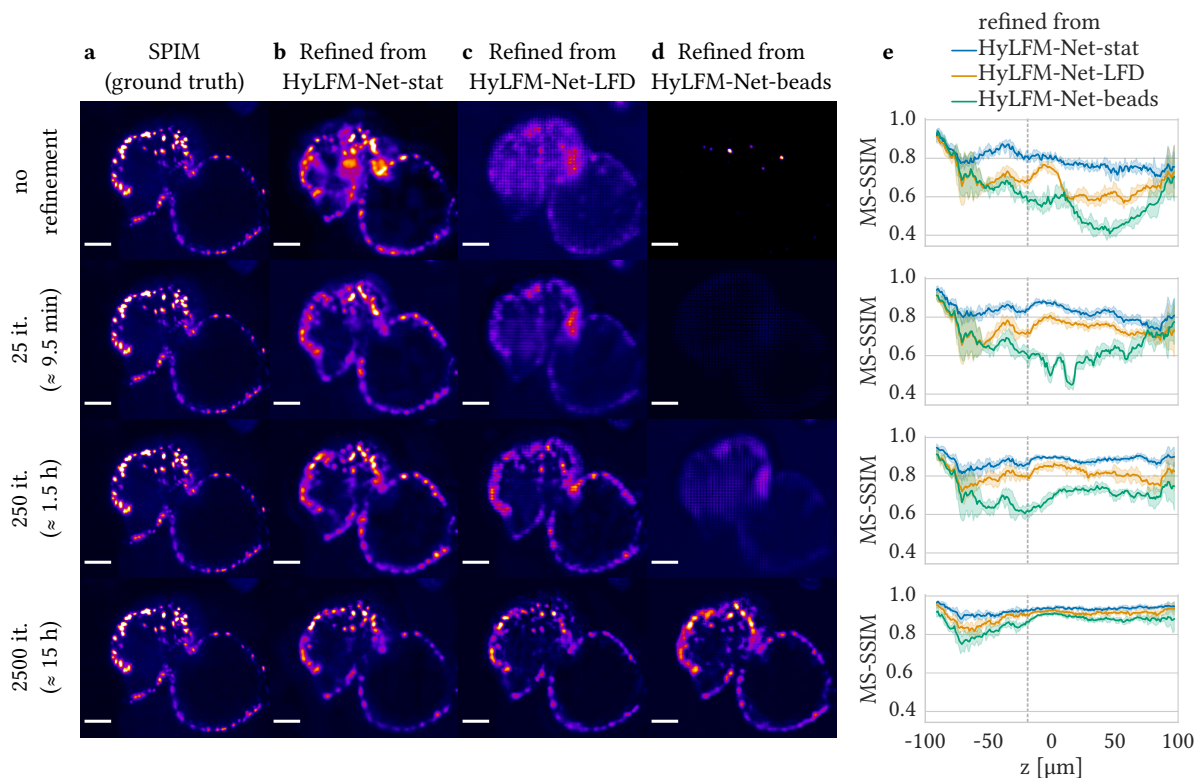 a SPIM (ground truth)
b Refined from HyLFM-Net-stat
c Refined from HyLFM-Net-LFD
d Refined from HyLFM-Net-beads
e
refined from
HyLFM-Net-stat
HyLFM-Net-LFD
HyLFM-Net-beads
no refinement
25 it. (≈ 9.5 min)
250 it. (≈ 1.5 h)
2500 it. (≈ 15 h)
MS-SSIM
1.0
0.8
0.6
0.4
MS-SSIM
1.0
0.8
0.6
0.4
MS-SSIM
1.0
0.8
0.6
0.4
MS-SSIM
1.0
0.8
0.6
0.4
-100 -50 0 50 100
z [µm]